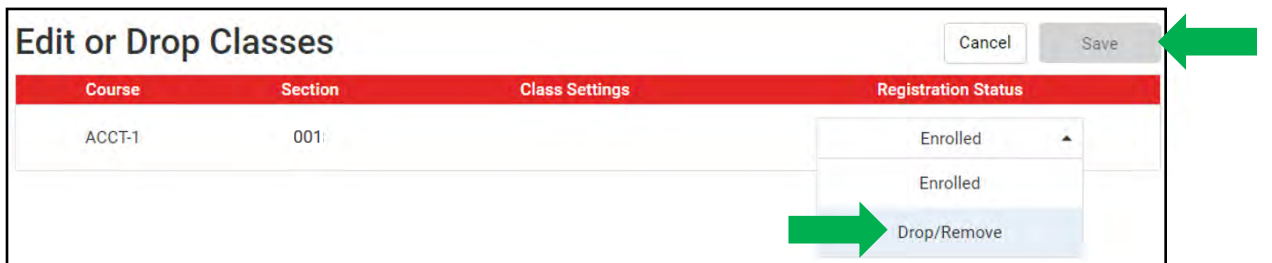 Edit or Drop Classes Cancel Save
Course Section Class Settings Registration Status
ACCT-1 001 Enrolled
Enrolled
Drop/Remove